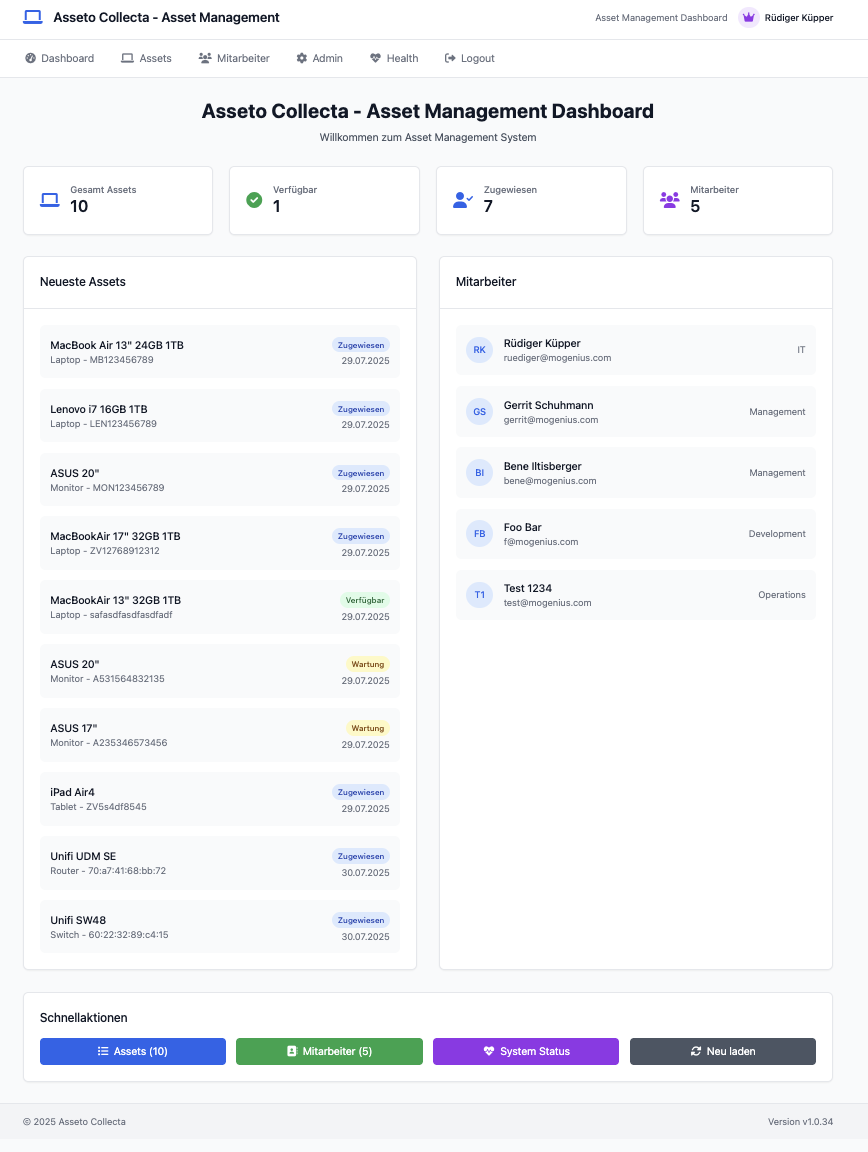 Asseto Collecta - Asset Management
Asset Management Dashboard
Rüdiger Küpper
Dashboard
Assets
Mitarbeiter
Admin
Health
Logout
Asseto Collecta - Asset Management Dashboard
Willkommen zum Asset Management System
Gesamt Assets
10
Verfügbar
1
Zugewiesen
7
Mitarbeiter
5
Neueste Assets
MacBook Air 13" 24GB 1TB
Zugewiesen
Laptop - MB123456789
29.07.2025
Lenovo i7 16GB 1TB
Zugewiesen
Laptop - LEN123456789
29.07.2025
ASUS 20"
Zugewiesen
Monitor - MON123456789
29.07.2025
MacBookAir 17" 32GB 1TB
Zugewiesen
Laptop - ZV12768912312
29.07.2025
MacBookAir 13" 32GB 1TB
Verfügbar
Laptop - safasdfasdfasdfadf
29.07.2025
ASUS 20"
Wartung
Monitor - A531564832135
29.07.2025
ASUS 17"
Wartung
Monitor - A235346573456
29.07.2025
iPad Air4
Zugewiesen
Tablet - ZV5s4df8545
29.07.2025
Unifi UDM SE
Zugewiesen
Router - 70:a7:41:68:bb:72
30.07.2025
Unifi SW48
Zugewiesen
Switch - 60:22:32:89:c4:15
30.07.2025
Mitarbeiter
RK
Rüdiger Küpper
ruediger@mogenius.com
IT
GS
Gerrit Schuhmann
gerrit@mogenius.com
Management
BI
Bene Iltisberger
bene@mogenius.com
Management
FB
Foo Bar
f@mogenius.com
Development
T1
Test 1234
test@mogenius.com
Operations
Schnellaktionen
Assets (10)
Mitarbeiter (5)
System Status
Neu laden
© 2025 Asseto Collecta
Version v1.0.34